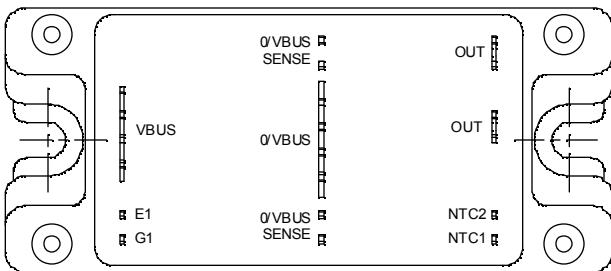 0/VBUS
SENSE
OUT
VBUS
0/VBUS
OUT
E1
G1
0/VBUS
SENSE
NTC2
NTC1